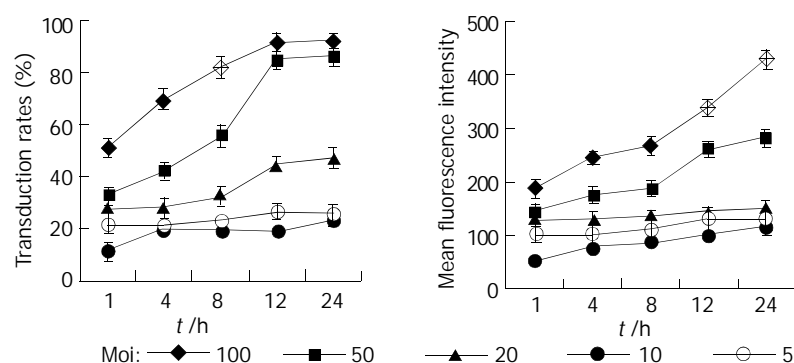 Transduction rates (%)
100
80
60
40
20
0
1 4 8 12 24
t /h
Mean fluorescence intensity
500
400
300
200
100
0
1 4 8 12 24
t /h
Moi: 100 50 20 10 5